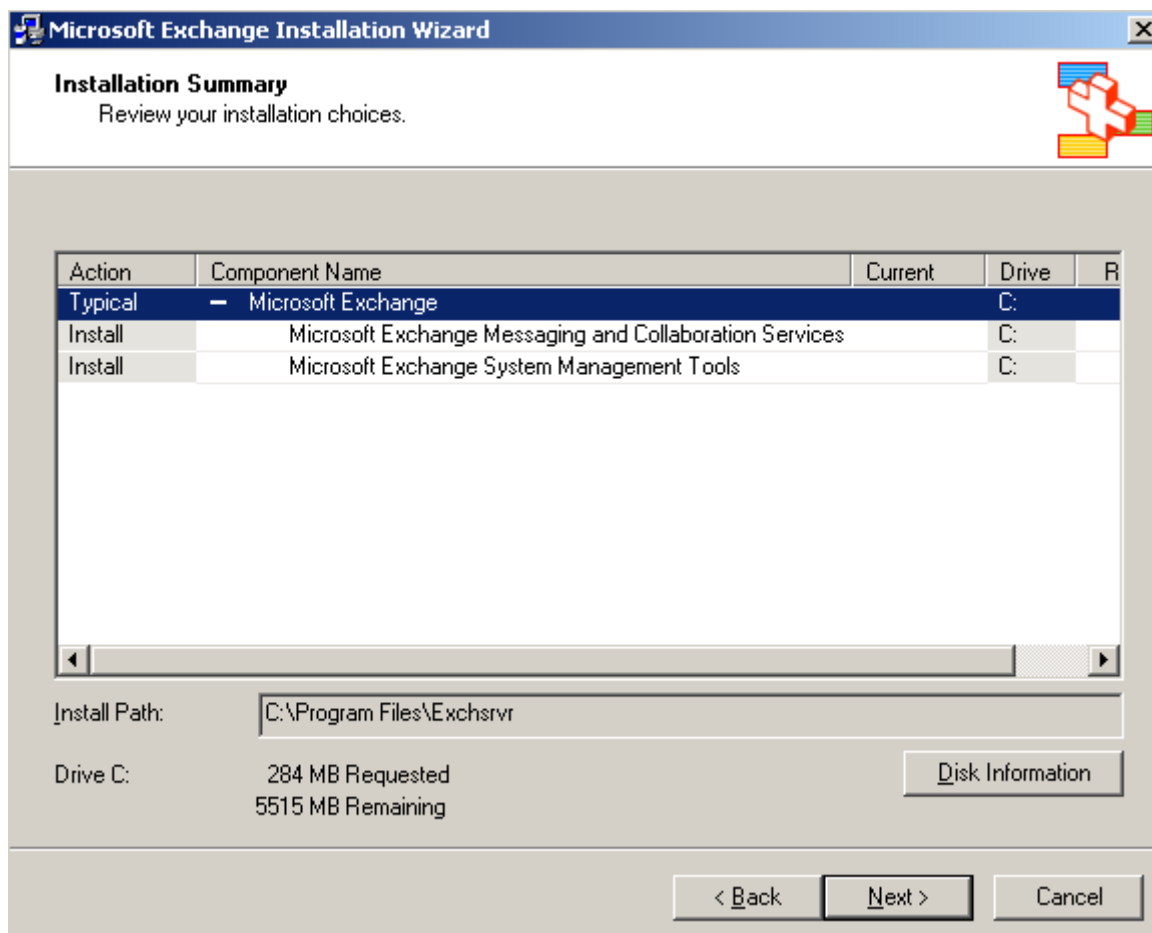 Microsoft Exchange Installation Wizard
Installation Summary
Review your installation choices.
Action Component Name Current Drive R
Typical − Microsoft Exchange C:
Install Microsoft Exchange Messaging and Collaboration Services C:
Install Microsoft Exchange System Management Tools C:
Install Path: C:\Program Files\Exchsrvr
Drive C: 284 MB Requested Disk Information
5515 MB Remaining
< Back Next > Cancel